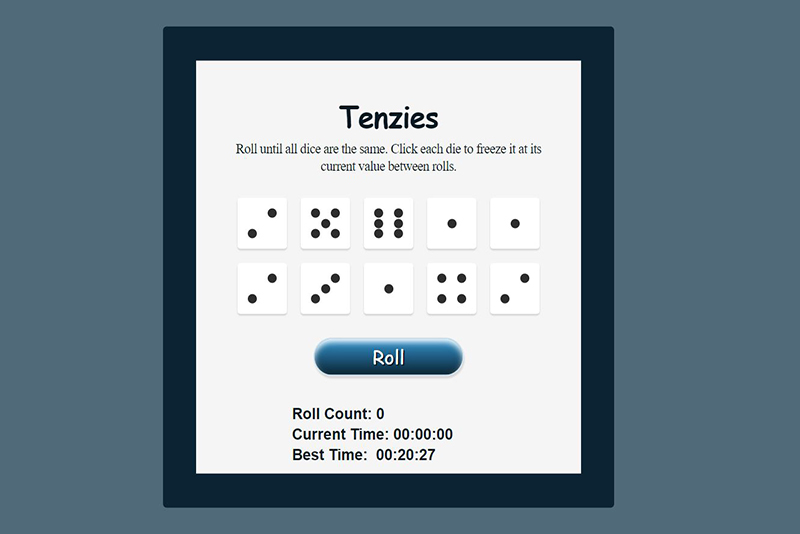 Tenzies
Roll until all dice are the same. Click each die to freeze it at its
current value between rolls.
Roll
Roll Count: 0
Current Time: 00:00:00
Best Time: 00:20:27